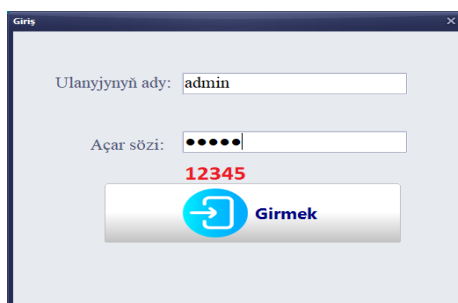 Giriş
Ulanyjynyň ady: admin
Açar sözi: ●●●●●
12345
Girmek